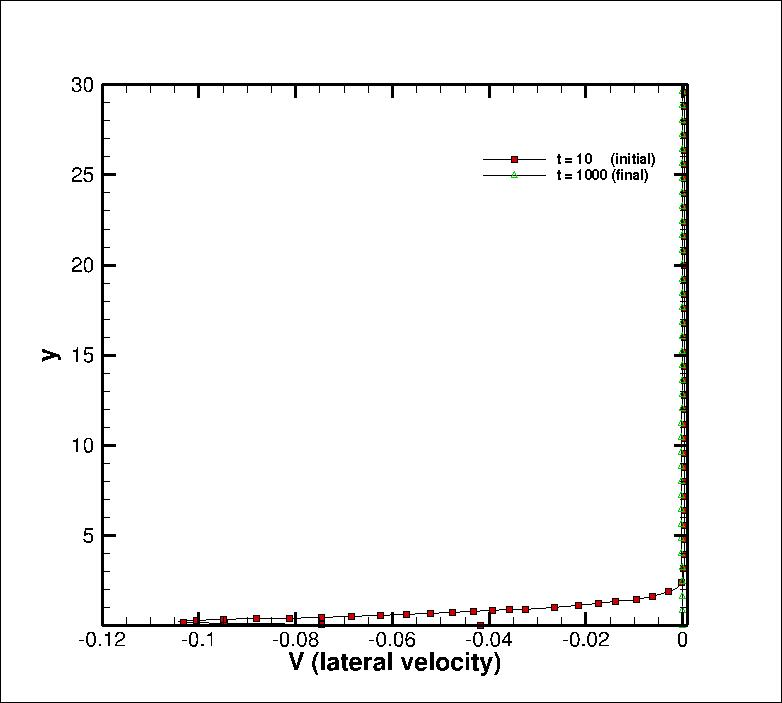 30
25
20
15
10
5
y
t = 10 (initial)
t = 1000 (final)
-0.12 -0.1 -0.08 -0.06 -0.04 -0.02 0
V (lateral velocity)